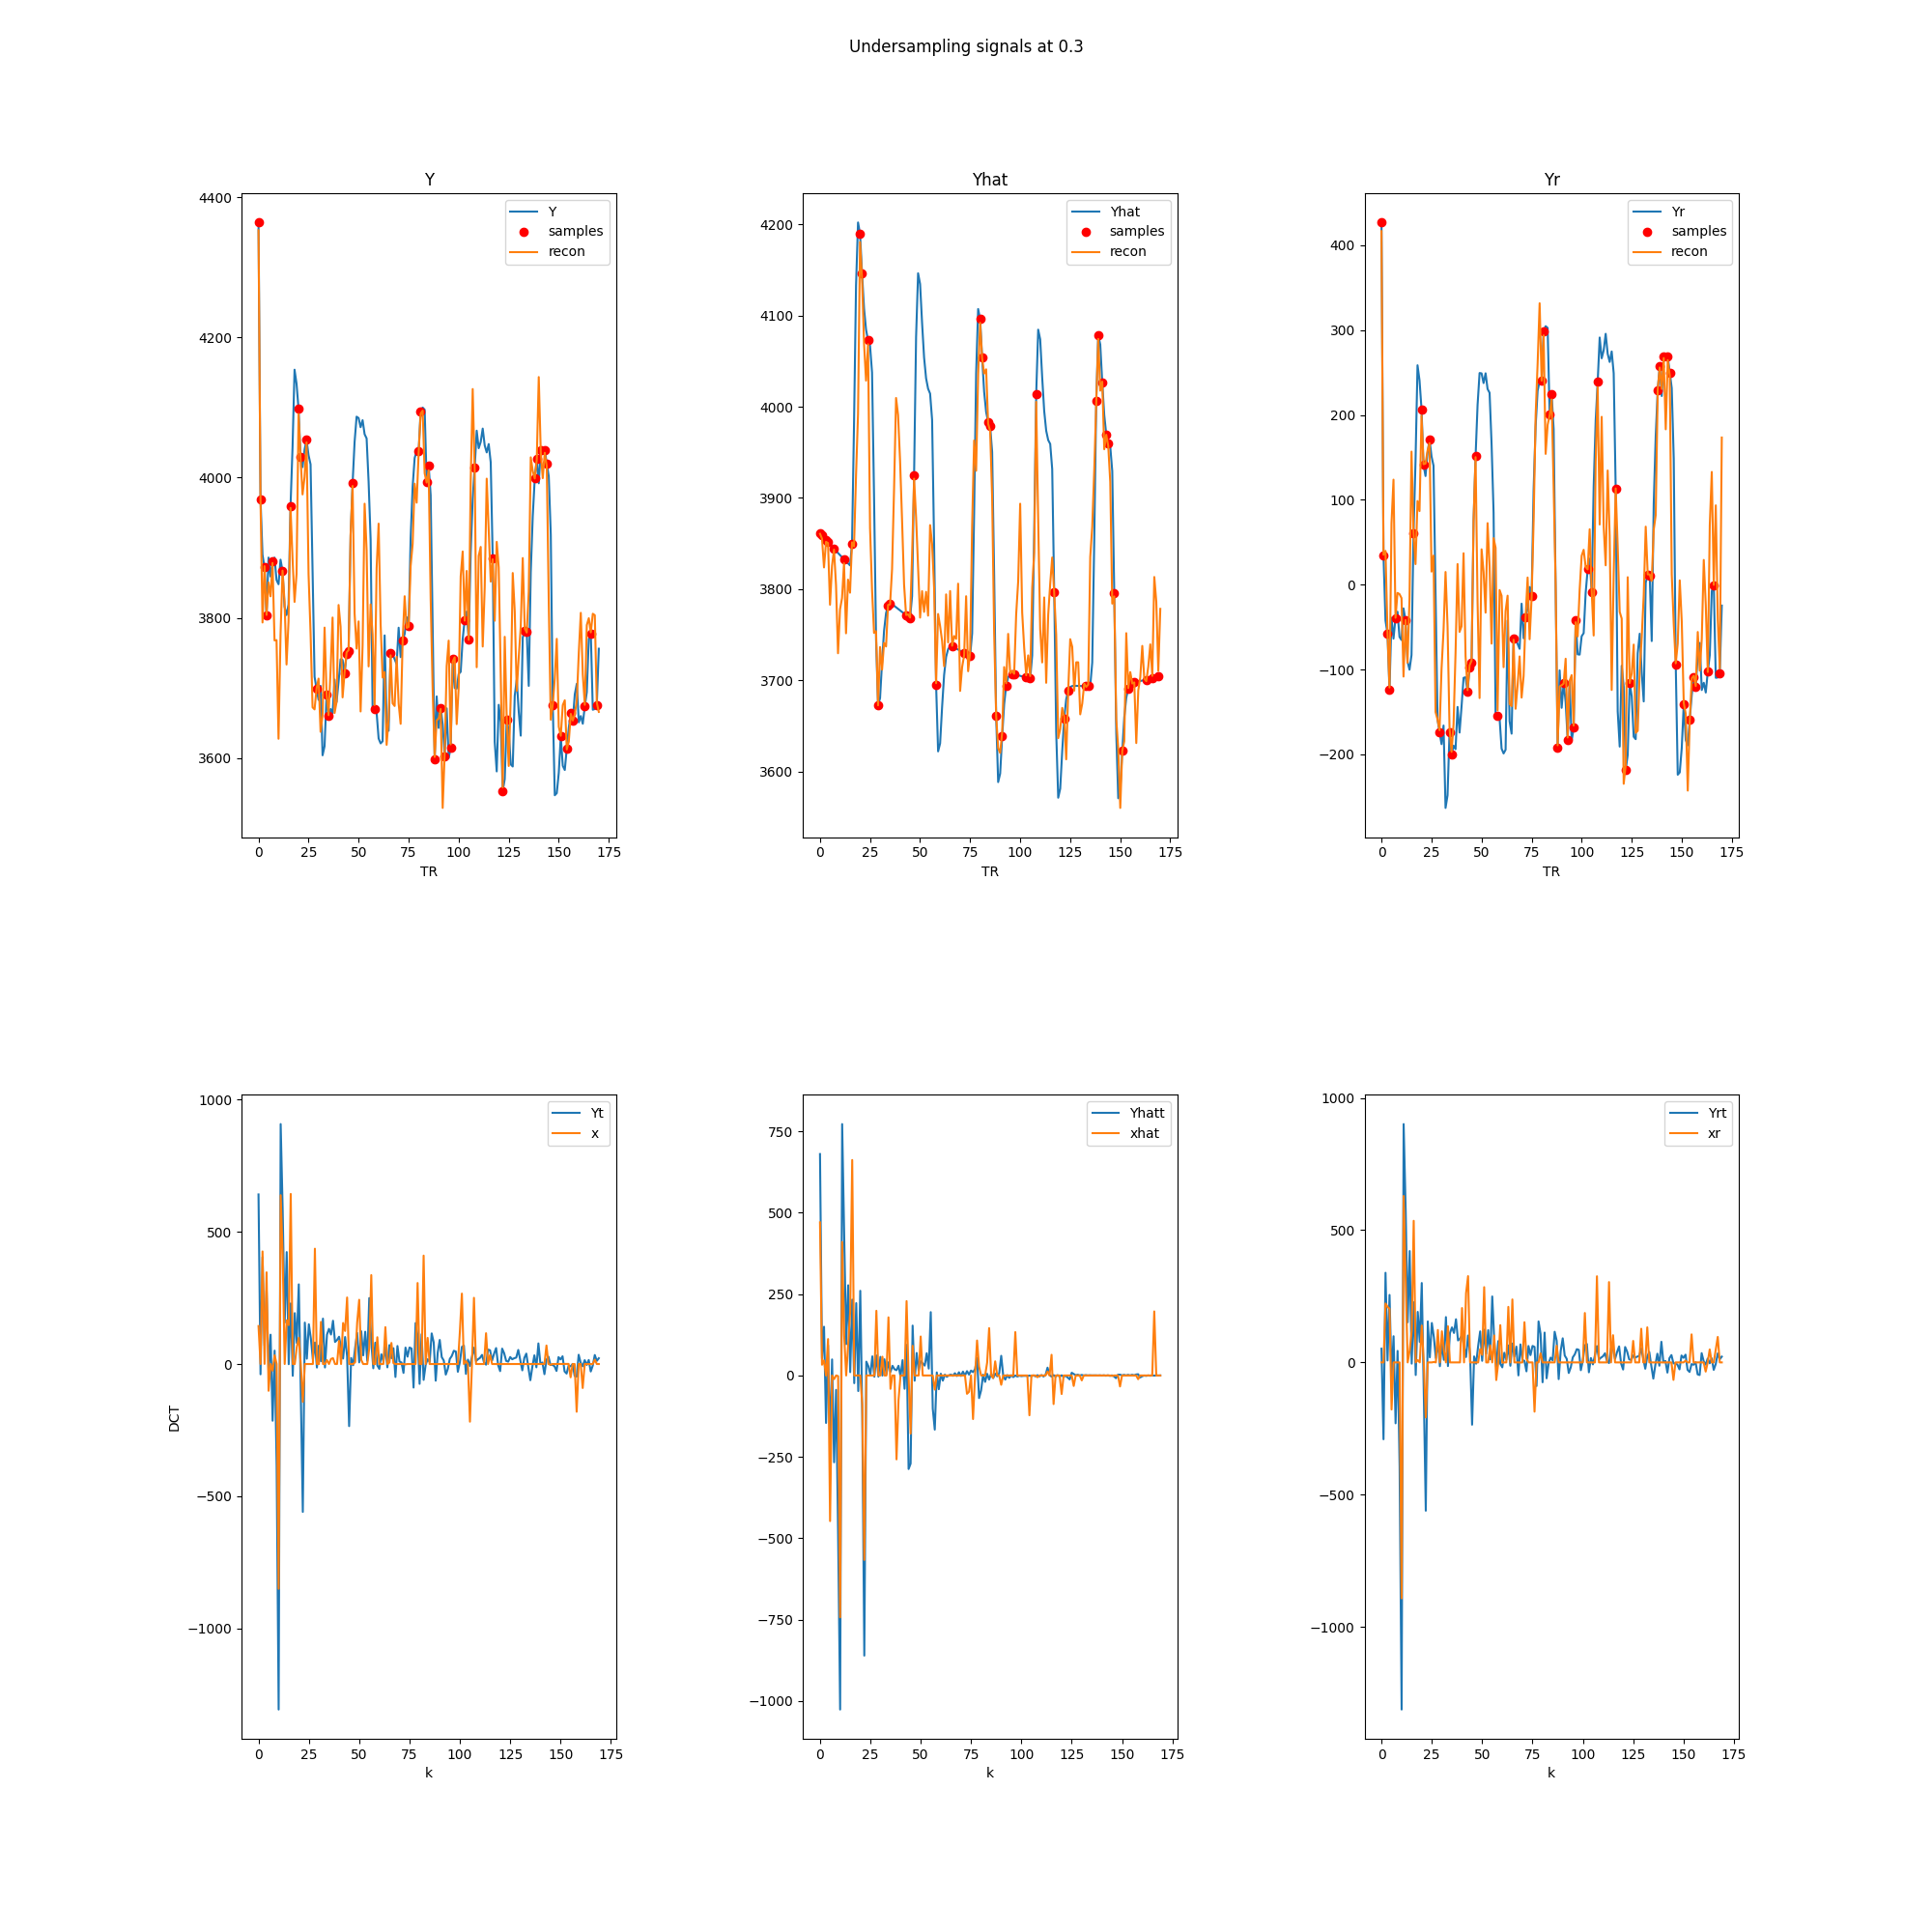 Undersampling signals at 0.3
Y
4400
4200
4000
3800
3600
0 25 50 75 100 125 150 175
TR
Y
samples
recon
Yhat
4200
4100
4000
3900
3800
3700
3600
0 25 50 75 100 125 150 175
TR
Yhat
samples
recon
Yr
400
300
200
100
0
−100
−200
0 25 50 75 100 125 150 175
TR
Yr
samples
recon
DCT
1000
500
0
−500
−1000
0 25 50 75 100 125 150 175
k
Yt
x
750
500
250
0
−250
−500
−750
−1000
0 25 50 75 100 125 150 175
k
Yhatt
xhat
1000
500
0
−500
−1000
0 25 50 75 100 125 150 175
k
Yrt
xr